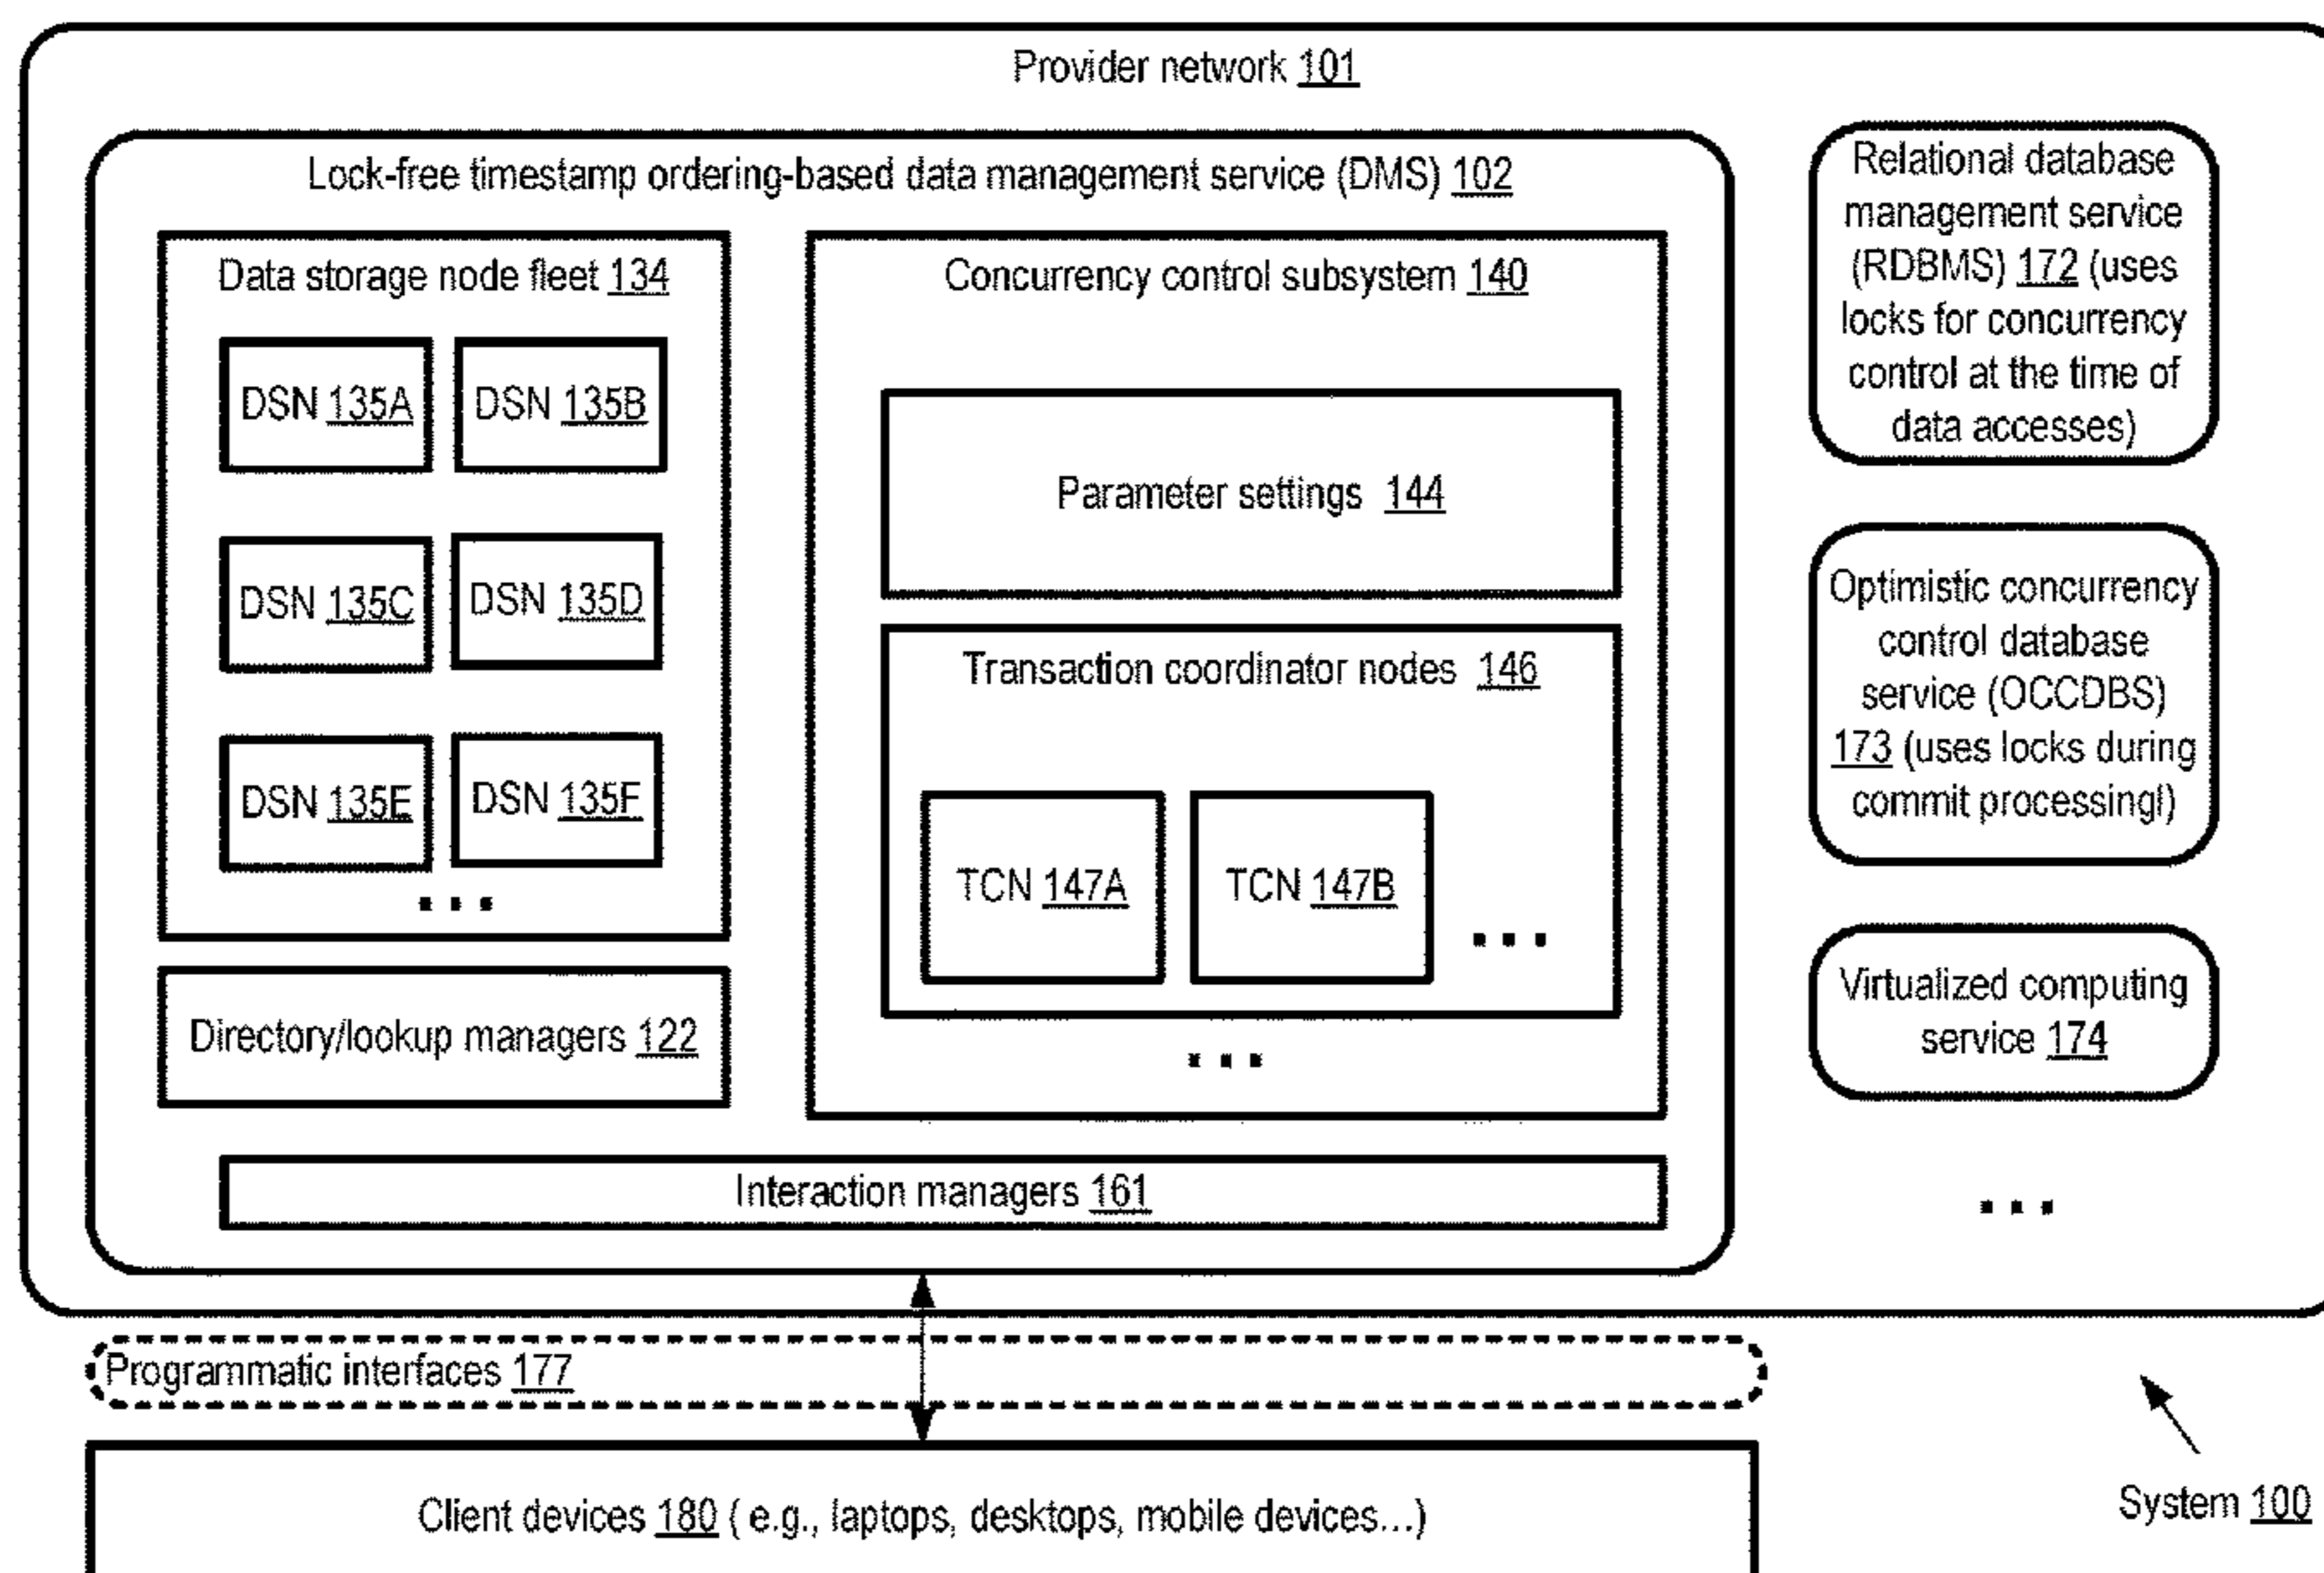 Provider network 101
Lock-free timestamp ordering-based data management service (DMS) 102
Data storage node fleet 134
DSN 135A
DSN 135B
DSN 135C
DSN 135D
DSN 135E
DSN 135F
...
Directory/lookup managers 122
Concurrency control subsystem 140
Parameter settings 144
Transaction coordinator nodes 146
TCN 147A
TCN 147B
...
...
Interaction managers 161
Relational database
management service
(RDBMS) 172 (uses
locks for concurrency
control at the time of
data accesses)
Optimistic concurrency
control database
service (OCCDBS)
173 (uses locks during
commit processingl)
Virtualized computing
service 174
...
Programmatic interfaces 177
Client devices 180 ( e.g., laptops, desktops, mobile devices...)
System 100